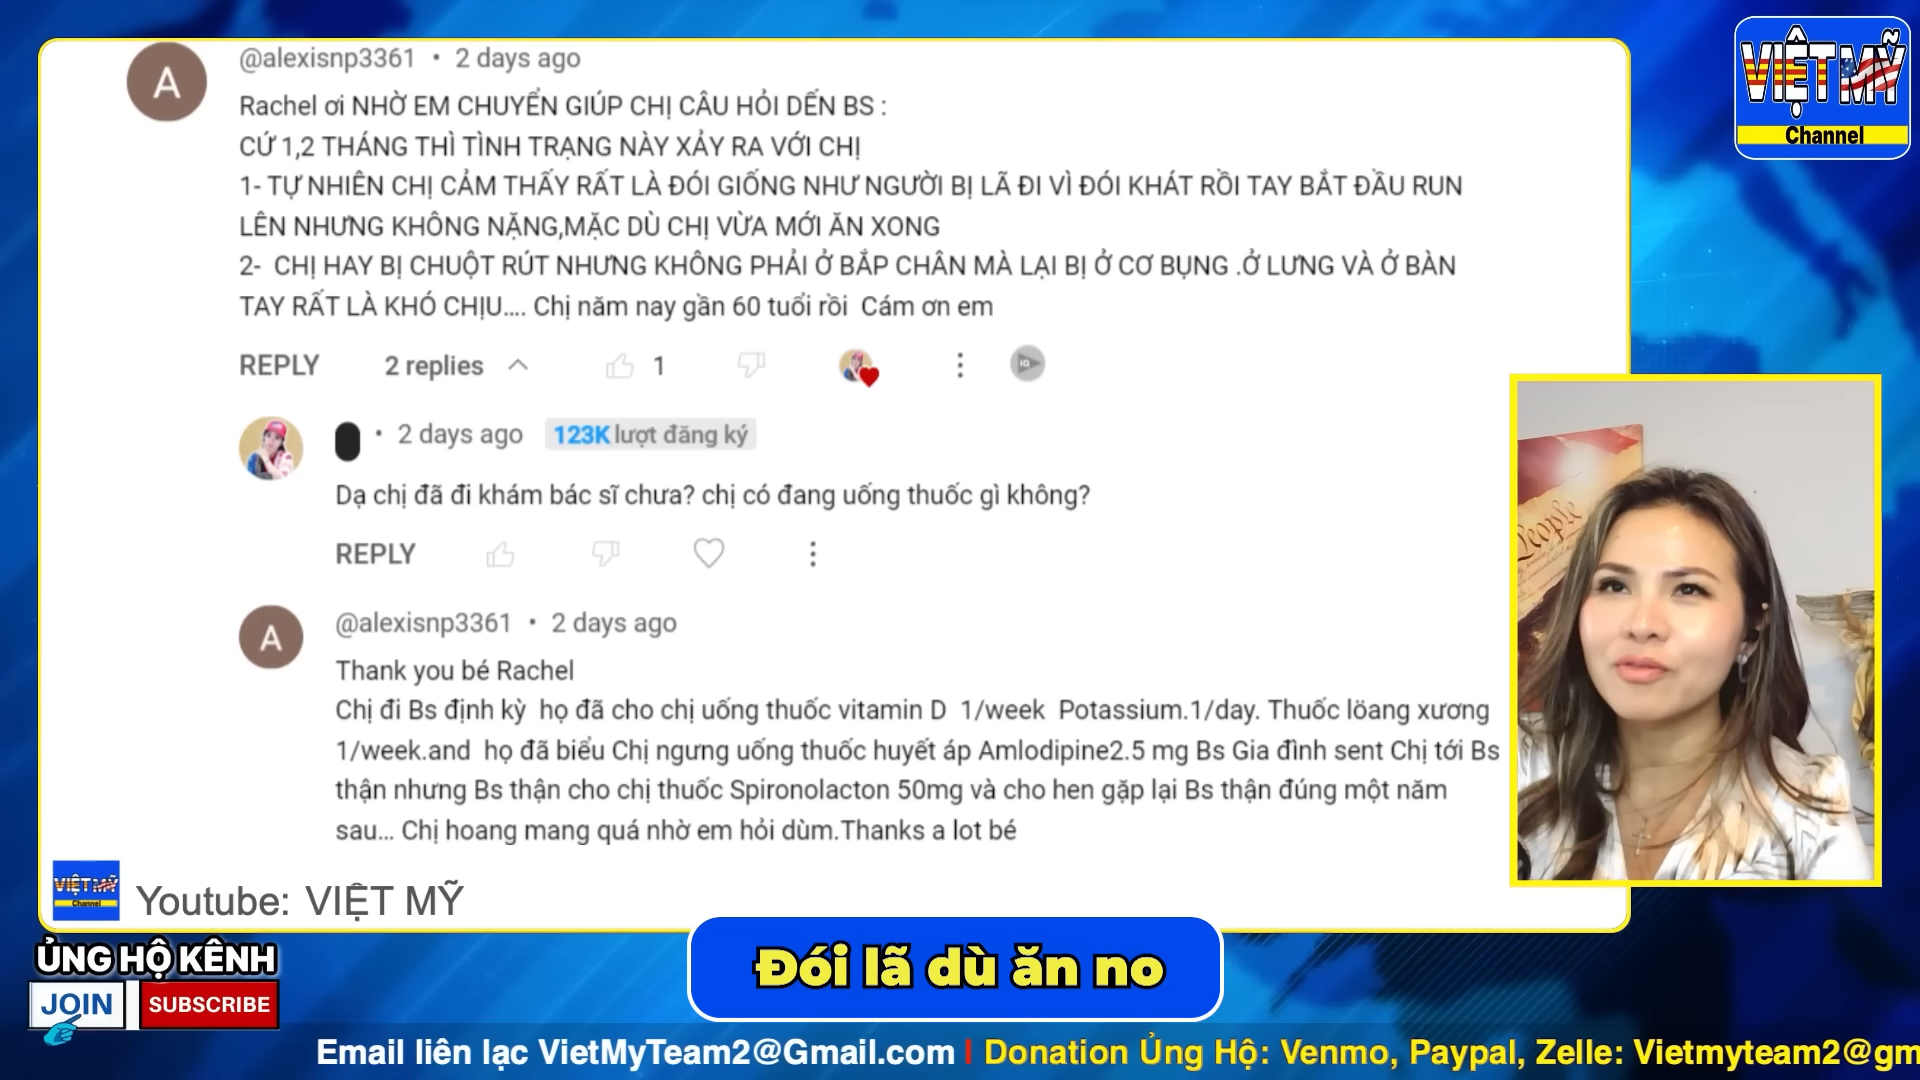 @alexisnp3361 • 2 days ago
A
Rachel ơi NHỜ EM CHUYỂN GIÚP CHỊ CÂU HỎI DẾN BS :
CỨ 1,2 THÁNG THÌ TÌNH TRẠNG NÀY XẢY RA VỚI CHỊ
1- TỰ NHIÊN CHỊ CẢM THẤY RẤT LÀ ĐÓI GIỐNG NHƯ NGƯỜI BỊ LÃ ĐI VÌ ĐÓI KHÁT RỒI TAY BẮT ĐẦU RUN
LÊN NHƯNG KHÔNG NẶNG,MẶC DÙ CHỊ VỪA MỚI ĂN XONG
2- CHỊ HAY BỊ CHUỘT RÚT NHƯNG KHÔNG PHẢI Ở BẮP CHÂN MÀ LẠI BỊ Ở CƠ BỤNG .Ở LƯNG VÀ Ở BÀN
TAY RẤT LÀ KHÓ CHỊU.... Chị năm nay gần 60 tuổi rồi Cám ơn em
REPLY 2 replies 1
• 2 days ago 123K lượt đăng ký
Dạ chị đã đi khám bác sĩ chưa? chị có đang uống thuốc gì không?
REPLY
@alexisnp3361 • 2 days ago
A
Thank you bé Rachel
Chị đi Bs định kỳ họ đã cho chị uống thuốc vitamin D 1/week Potassium.1/day. Thuốc löang xương
1/week.and họ đã biểu Chị ngưng uống thuốc huyết áp Amlodipine2.5 mg Bs Gia đình sent Chị tới Bs
thận nhưng Bs thận cho chị thuốc Spironolacton 50mg và cho hen gặp lại Bs thận đúng một năm
sau... Chị hoang mang quá nhờ em hỏi dùm.Thanks a lot bé
VIỆT MỸ
Channel
Youtube: VIỆT MỸ
VIỆT MỸ
Channel
People
ỦNG HỘ KÊNH
JOIN SUBSCRIBE
Đói lã dù ăn no
Email liên lạc VietMyTeam2@Gmail.com | Donation Ủng Hộ: Venmo, Paypal, Zelle: Vietmyteam2@gm